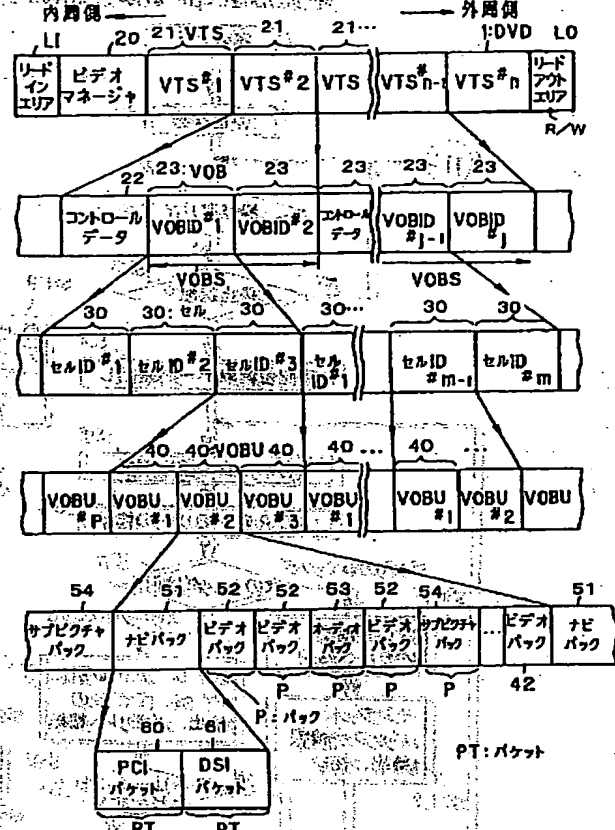 内周側 外周側
LI 20 21:VTS 21 21… 1:DVD LO
リード
イン
エリア
ビデオ
マネージャ
VTS#1 VTS#2 VTS VTS#n-1 VTS#n
リード
アウト
エリア
R/W
22 23:VOB 23 23 23 23
コントロール
データ
VOBID#1 VOBID#2
コントロール
データ
VOBID
#j-1
VOBID
#j
VOBS VOBS
30 30:セル 30 30… 30 30
セルID#1 セルID#2 セルID#3
セル
ID#1
セルID
#m-1
セルID
#m
40 40:VOBU 40 40… 40 …
VOBU
#P
VOBU
#1
VOBU
#2
VOBU
#3
VOBU
#1
VOBU
#1
VOBU
#2
VOBU
54 51 52 52 53 52 54 51
サブピクチャ
パック
ナビパック
ビデオ
パック
ビデオ
パック
オーディオ
パック
ビデオ
パック
サブピクチャ
パック
…
ビデオ
パック
ナビ
パック
P P P P P 42
P:パック
60 61
PCI
パケット
DSI
パケット
PT PT
PT:パケット